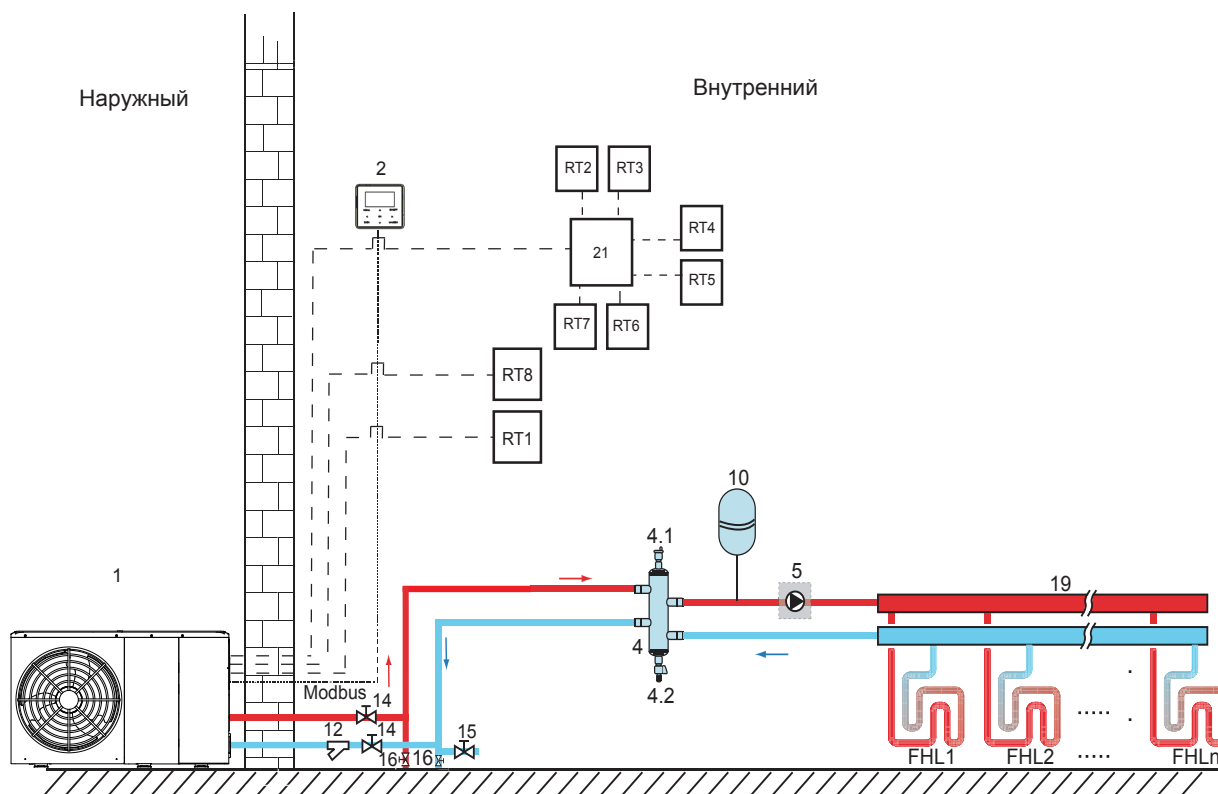 Наружный
Внутренний
2
RT2
RT3
RT4
21
RT5
RT7
RT6
RT8
RT1
10
4.1
1
5
19
4
4.2
Modbus
14
12
14
15
16
16
FHL1
FHL2
.....
FHLn